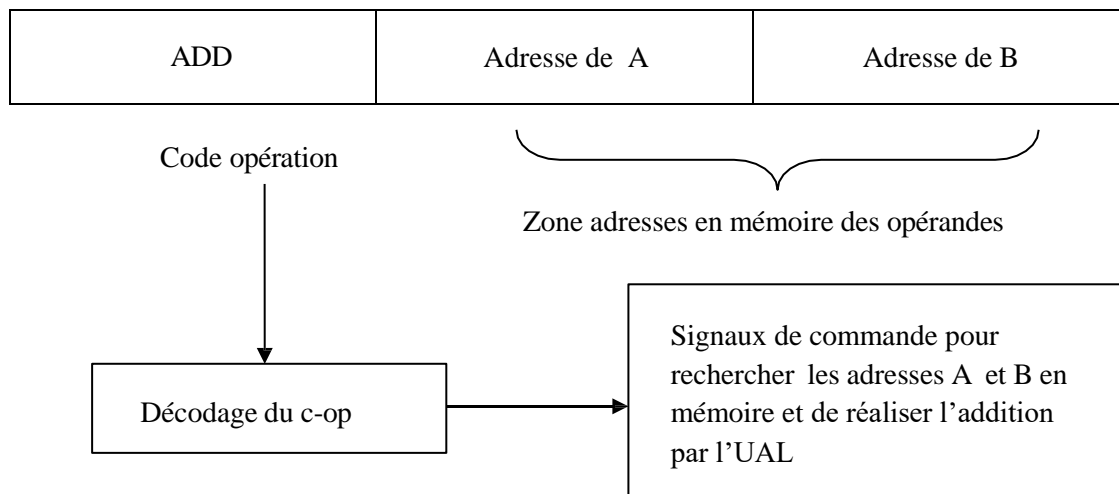 ADD
Adresse de A
Adresse de B
Code opération
Zone adresses en mémoire des opérandes
Décodage du c-op
Signaux de commande pour
rechercher les adresses A et B en
mémoire et de réaliser l’addition
par l’UAL